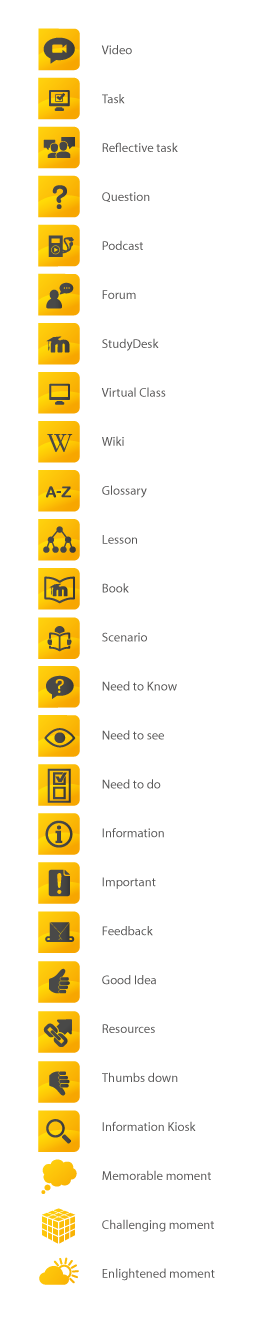 Video
Task
Reflective task
? Question
Podcast
Forum
m StudyDesk
Virtual Class
W Wiki
A-Z Glossary
Lesson
m Book
Scenario
? Need to Know
Need to see
Need to do
i Information
! Important
Feedback
Good Idea
Resources
Thumbs down
Information Kiosk
Memorable moment
Challenging moment
Enlightened moment